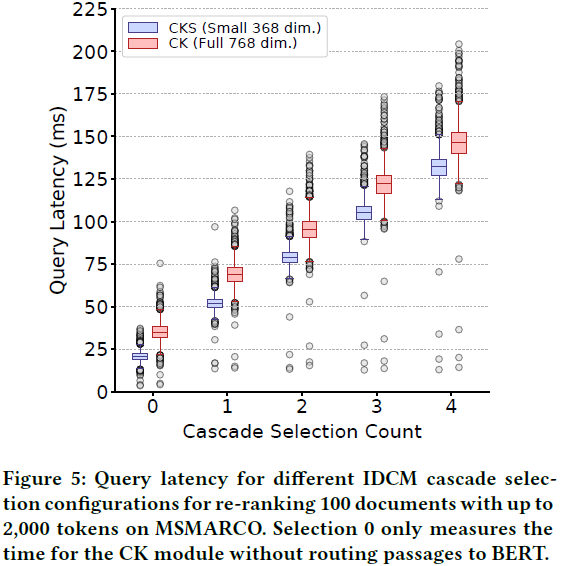 225
200
175
150
125
100
75
50
25
0
Query Latency (ms)
CKS (Small 368 dim.)
CK (Full 768 dim.)
0 1 2 3 4
Cascade Selection Count
Figure 5: Query latency for different IDCM cascade selec-
tion configurations for re-ranking 100 documents with up to
2,000 tokens on MSMARCO. Selection 0 only measures the
time for the CK module without routing passages to BERT.